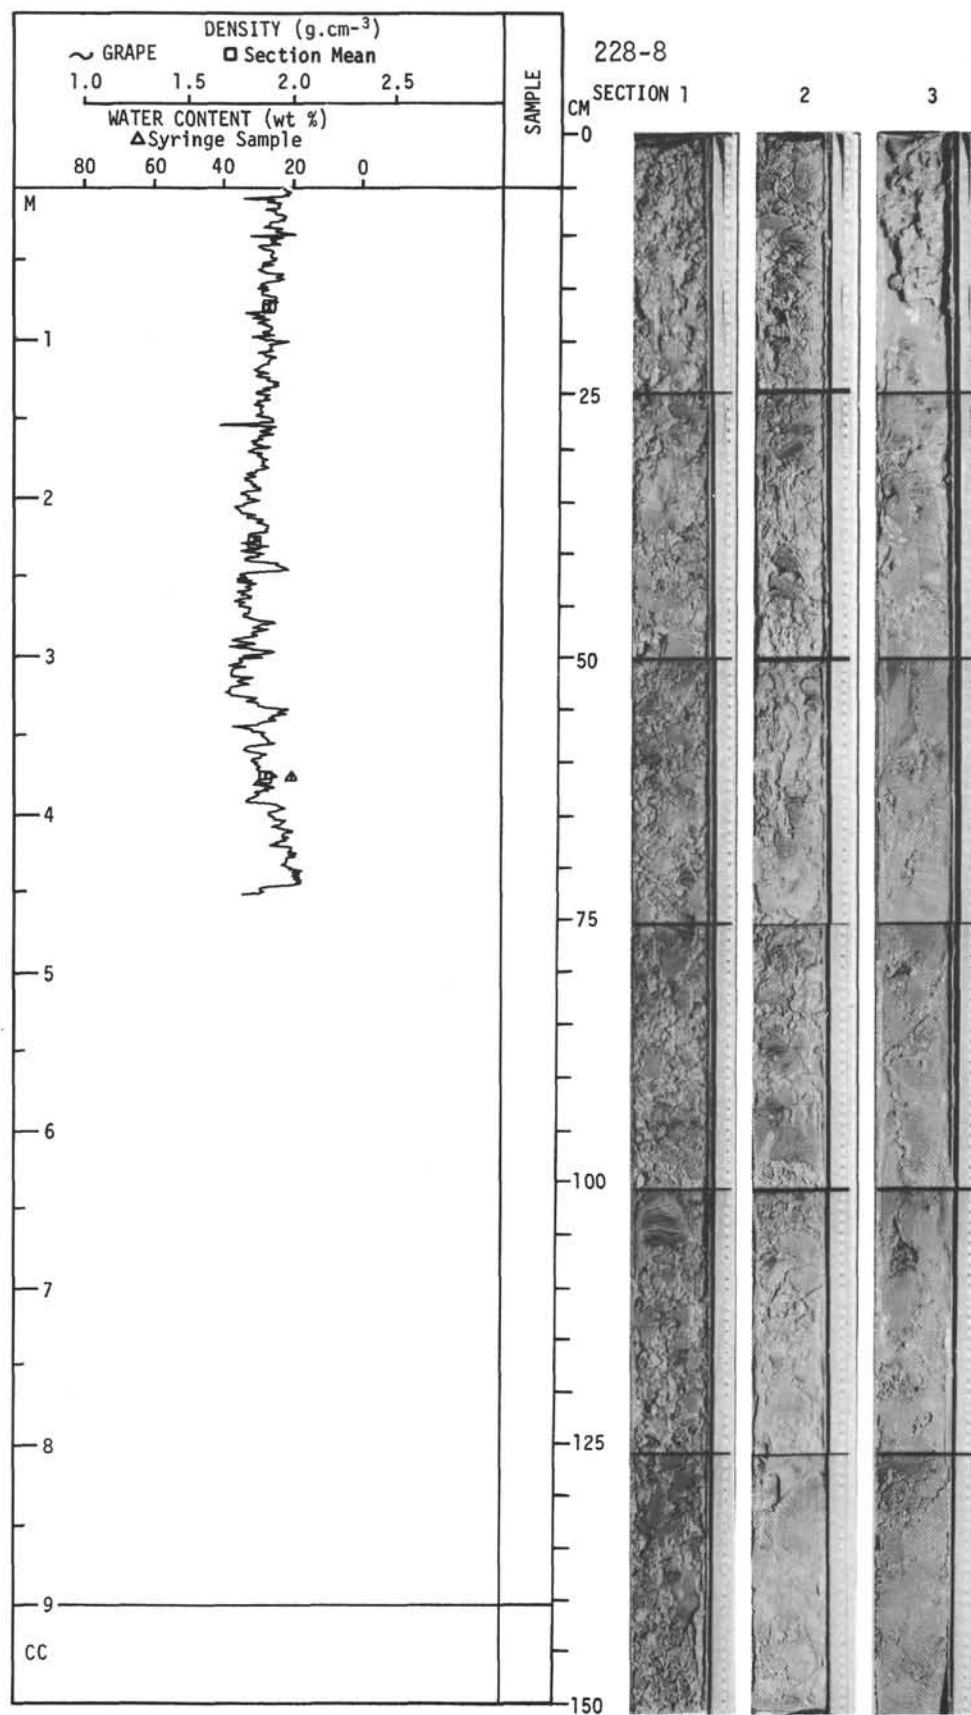 DENSITY (g.cm-3)
~ GRAPE □ Section Mean
1.0 1.5 2.0 2.5
WATER CONTENT (wt %)
△ Syringe Sample
80 60 40 20 0
SAMPLE
228-8
CM SECTION 1 2 3
M
1
2
3
4
5
6
7
8
9
CC
0
25
50
75
100
125
150